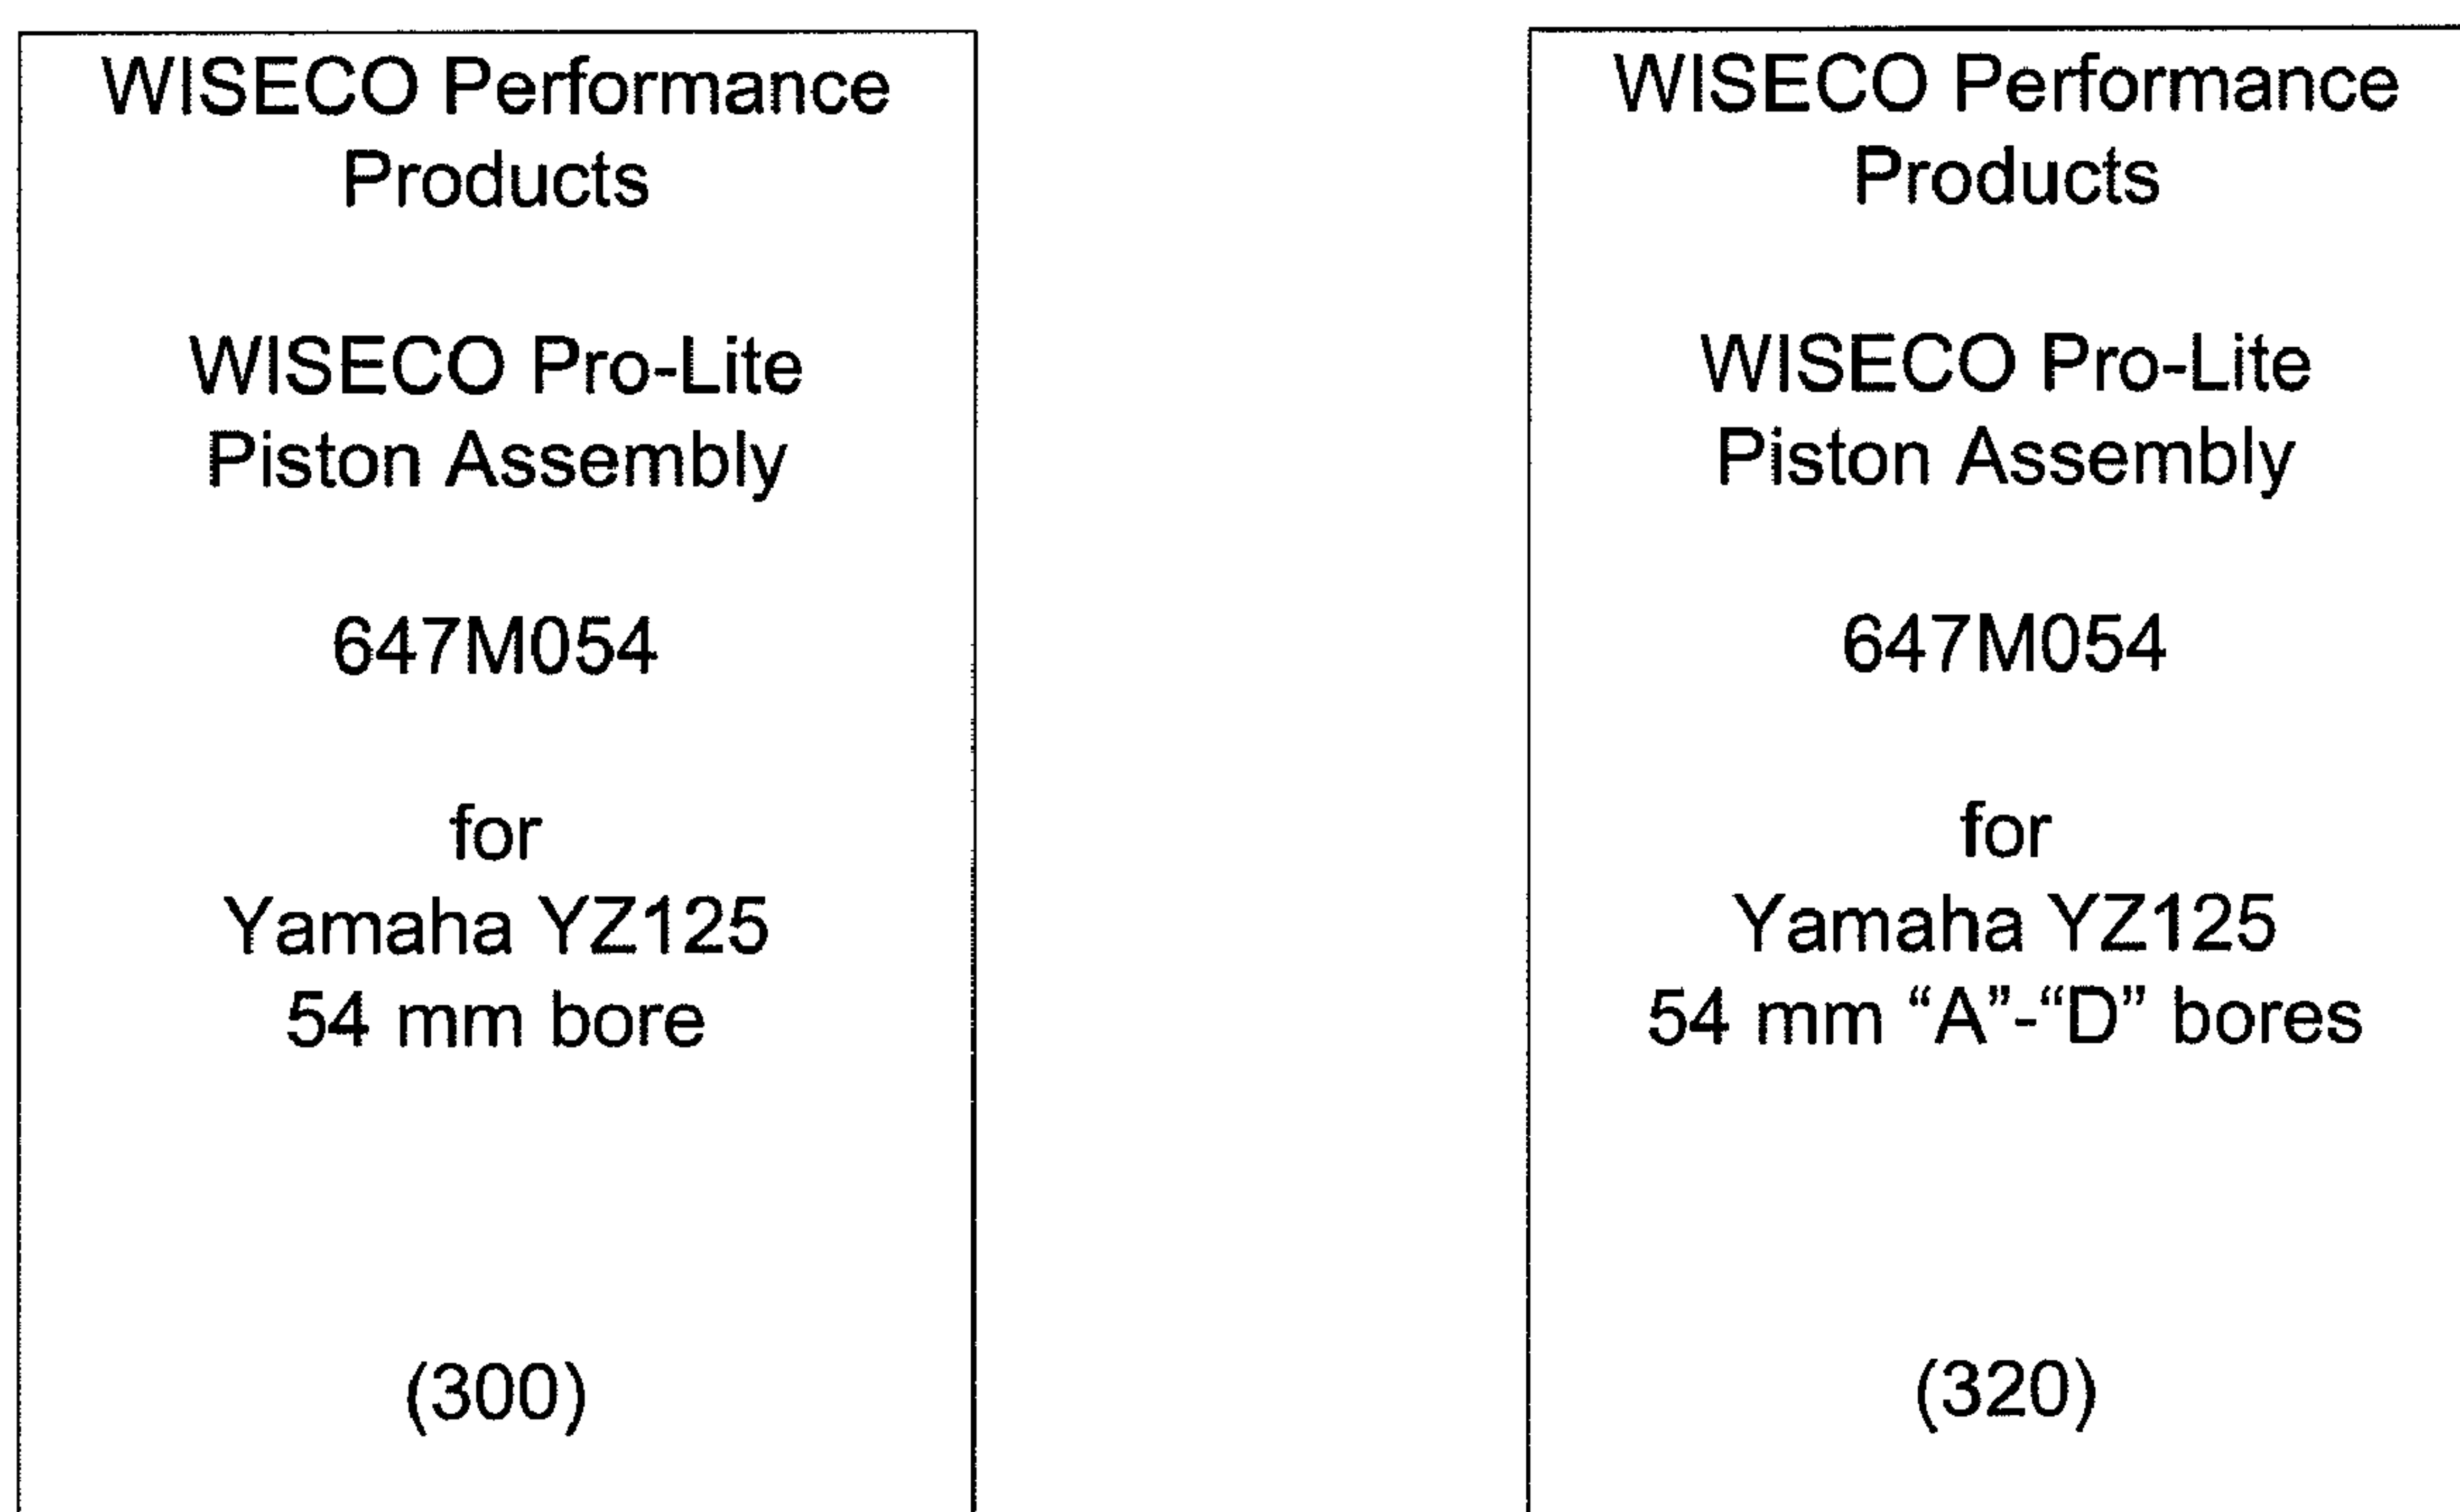 WISECO Performance
Products
WISECO Pro-Lite
Piston Assembly
647M054
for
Yamaha YZ125
54 mm bore
(300)
WISECO Performance
Products
WISECO Pro-Lite
Piston Assembly
647M054
for
Yamaha YZ125
54 mm “A”-“D” bores
(320)